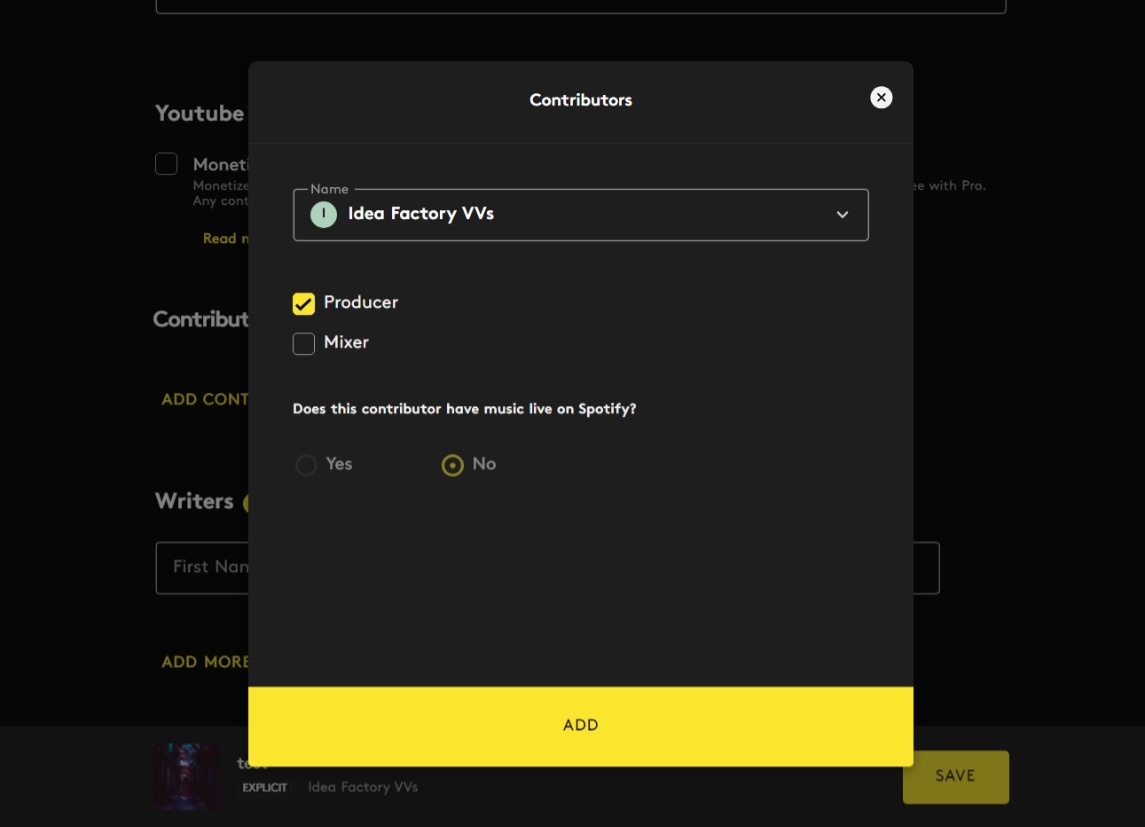 Contributors
Youtube
Moneti
Name
Monetize
ee with Pro.
Any cont
I Idea Factory VVs
Read m
Producer
Contribut
Mixer
ADD CONT
Does this contributor have music live on Spotify?
Yes
No
Writers
First Nam
ADD MORE
ADD
test
SAVE
EXPLICIT Idea Factory VVs